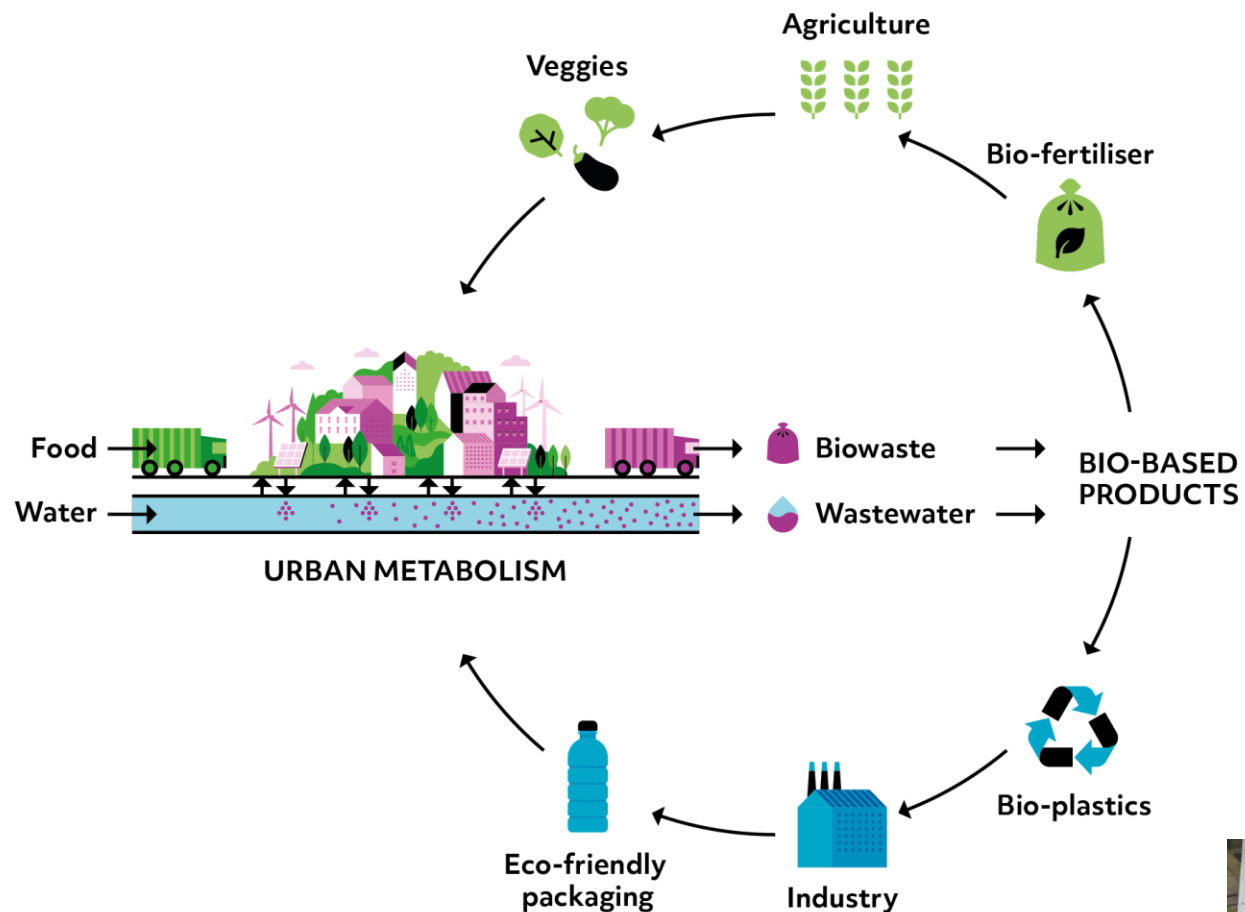 Agriculture
Veggies
Bio-fertiliser
Food
Biowaste
BIO-BASED
PRODUCTS
Water
Wastewater
URBAN METABOLISM
Bio-plastics
Eco-friendly
packaging
Industry